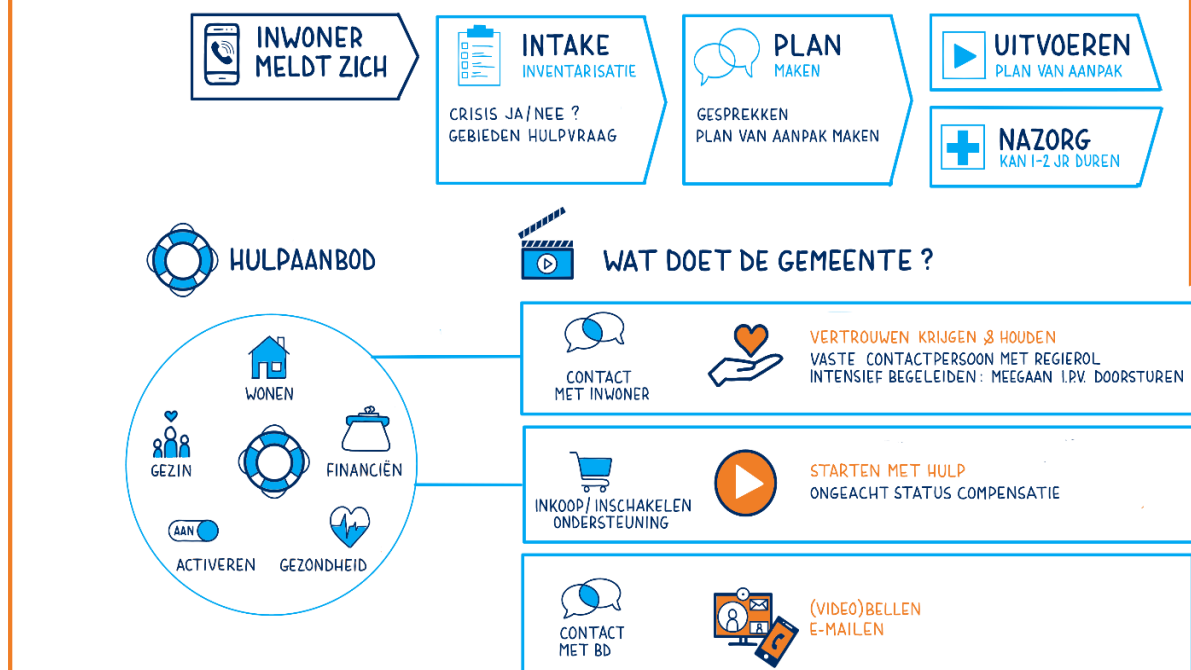 INWONER
MELDT ZICH
INTAKE
INVENTARISATIE
CRISIS JA/NEE ?
GEBIEDEN HULPVRAAG
PLAN
MAKEN
GESPREKKEN
PLAN VAN AANPAK MAKEN
UITVOEREN
PLAN VAN AANPAK
NAZORG
KAN 1-2 JR DUREN
HULPAANBOD
WONEN
GEZIN
FINANCIËN
AAN
ACTIVEREN
GEZONDHEID
WAT DOET DE GEMEENTE ?
CONTACT
MET INWONER
VERTROUWEN KRIJGEN & HOUDEN
VASTE CONTACTPERSOON MET REGIEROL
INTENSIEF BEGELEIDEN: MEEGAAN I.P.V. DOORSTUREN
INKOOP/INSCHAKELEN
ONDERSTEUNING
STARTEN MET HULP
ONGEACHT STATUS COMPENSATIE
CONTACT
MET BD
(VIDEO)BELLEN
E-MAILEN